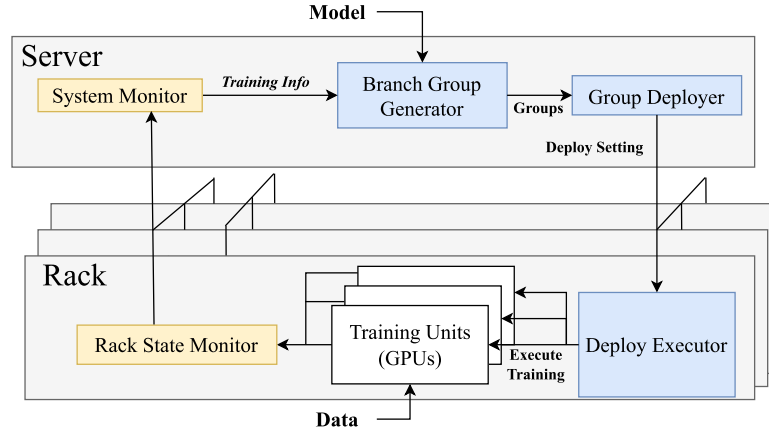 Model
Server
System Monitor
Training Info
Branch Group
Generator
Groups
Group Deployer
Deploy Setting
Rack
Rack State Monitor
Training Units
(GPUs)
Execute
Training
Deploy Executor
Data